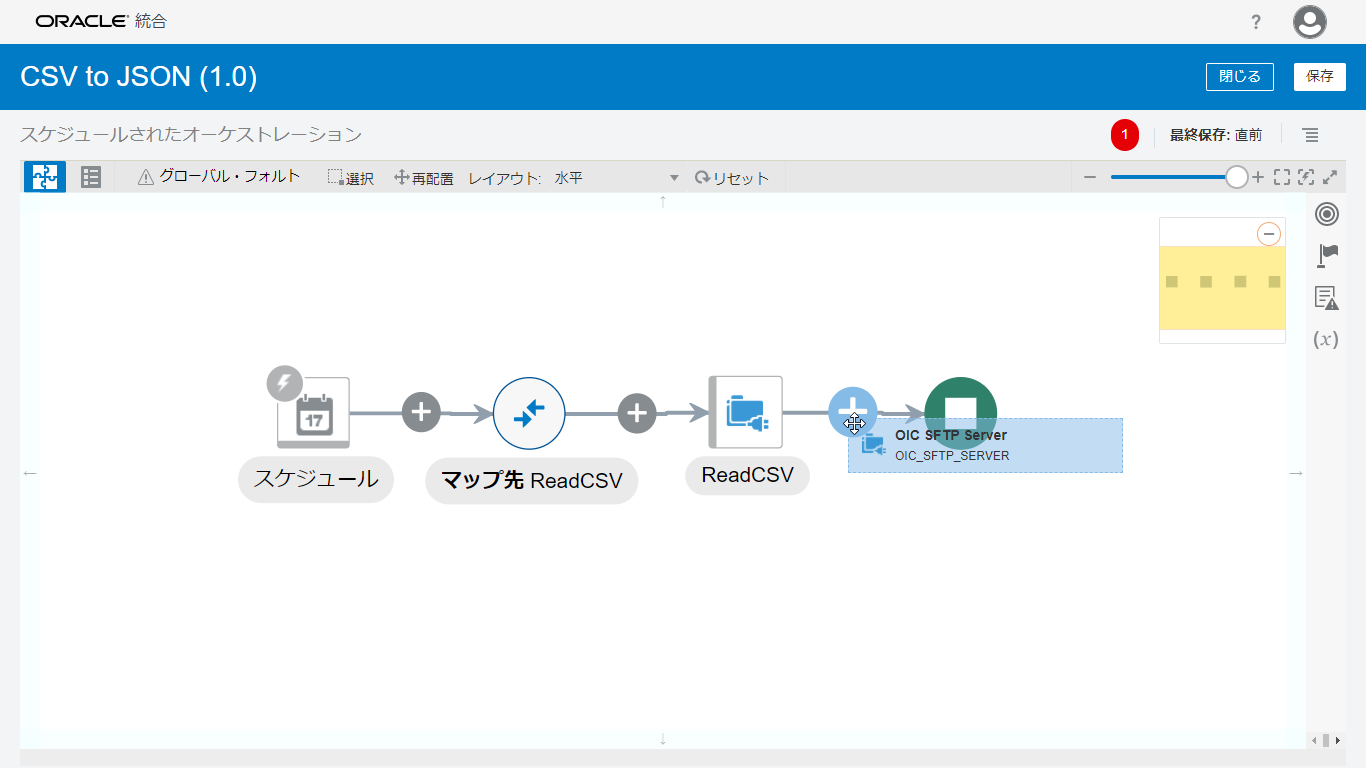 ORACLE 統合
?
CSV to JSON (1.0)
閉じる
保存
スケジュールされたオーケストレーション
1
最終保存: 直前
グローバル・フォルト
選択
再配置
レイアウト: 水平
リセット
17
スケジュール
マップ先 ReadCSV
ReadCSV
OIC SFTP Server
OIC_SFTP_SERVER
(x)